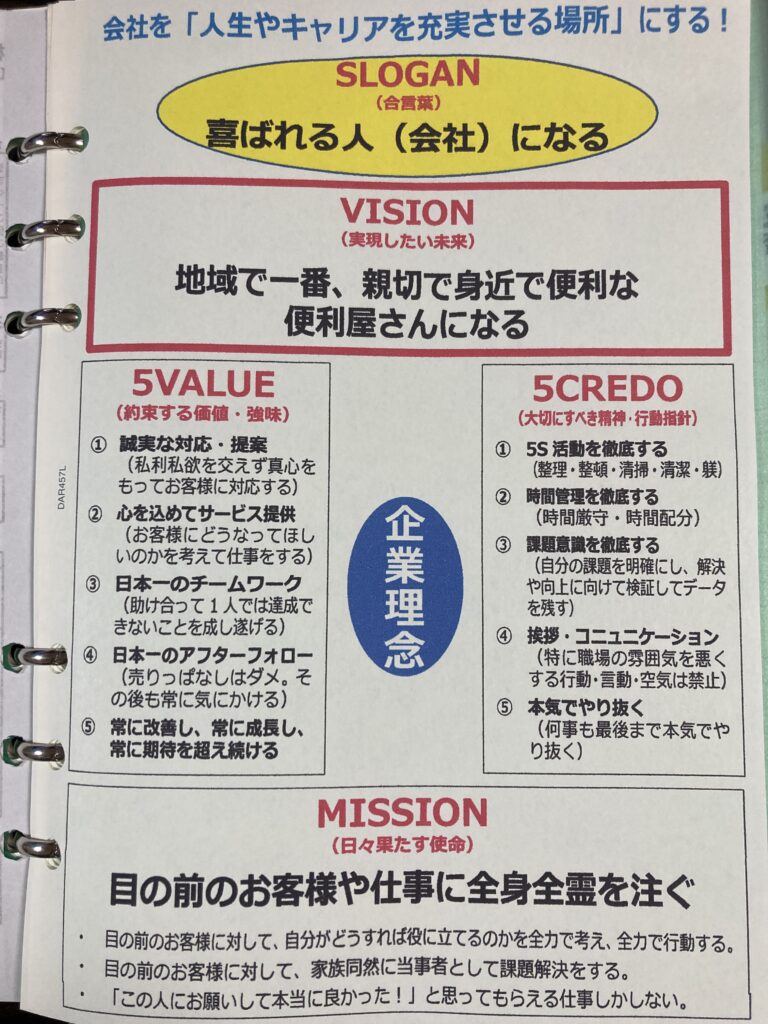 会社を「人生やキャリアを充実させる場所」にする！
SLOGAN
（合言葉）
喜ばれる人（会社）になる
VISION
（実現したい未来）
地域で一番、親切で身近で便利な
便利屋さんになる
5VALUE
（約束する価値・強味）
① 誠実な対応・提案
（私利私欲を交えず真心を
もってお客様に対応する）
② 心を込めてサービス提供
（お客様にどうなってほし
いのかを考えて仕事をする）
③ 日本一のチームワーク
（助け合って１人では達成で
きないことを成し遂げる）
④ 日本一のアフターフォロー
（売りっぱなしはダメ。そ
の後も常に気にかける）
⑤ 常に改善し、常に成長し、
常に期待を超え続ける
企業理念
5CREDO
（大切にすべき精神・行動指針）
① 5S活動を徹底する
（整理・整頓・清掃・清潔・躾）
② 時間管理を徹底する
（時間厳守・時間配分）
③ 課題意識を徹底する
（自分の課題を明確にし、解決
や向上に向けて検証してデータ
を残す）
④ 挨拶・コニュニケーション
（特に職場の雰囲気を悪く
する行動・言動・空気は禁止）
⑤ 本気でやり抜く
（何事も最後まで本気でや
り抜く）
MISSION
（日々果たす使命）
目の前のお客様や仕事に全身全霊を注ぐ
・ 目の前のお客様に対して、自分がどうすれば役に立てるのかを全力で考え、全力で行動する。
・ 目の前のお客様に対して、家族同然に当事者として課題解決をする。
・ 「この人にお願いして本当に良かった！」と思ってもらえる仕事しかしない。
DAR457L